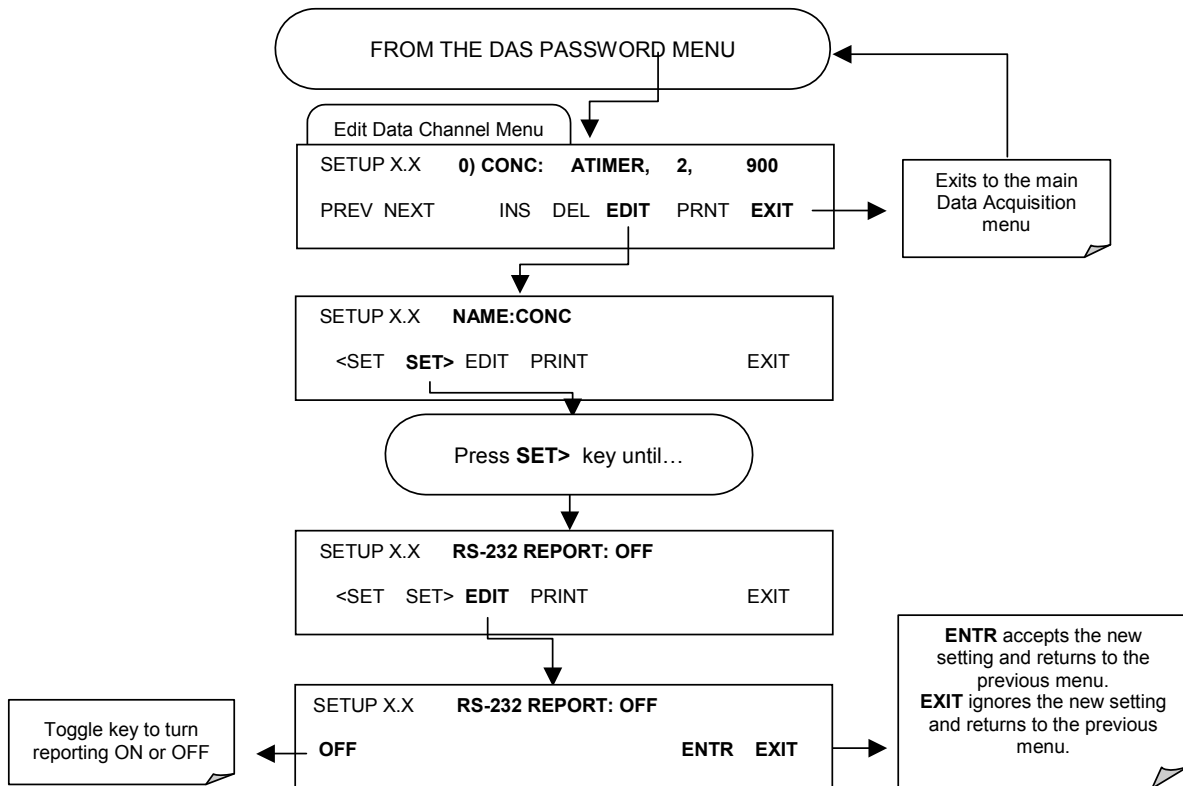 FROM THE DAS PASSWORD MENU
Edit Data Channel Menu
SETUP X.X 0) CONC: ATIMER, 2, 900
PREV NEXT INS DEL EDIT PRNT EXIT
Exits to the main
Data Acquisition
menu
SETUP X.X NAME:CONC
<SET SET> EDIT PRINT EXIT
Press SET> key until…
SETUP X.X RS-232 REPORT: OFF
<SET SET> EDIT PRINT EXIT
SETUP X.X RS-232 REPORT: OFF
OFF ENTR EXIT
Toggle key to turn
reporting ON or OFF
ENTR accepts the new
setting and returns to the
previous menu.
EXIT ignores the new setting
and returns to the previous
menu.